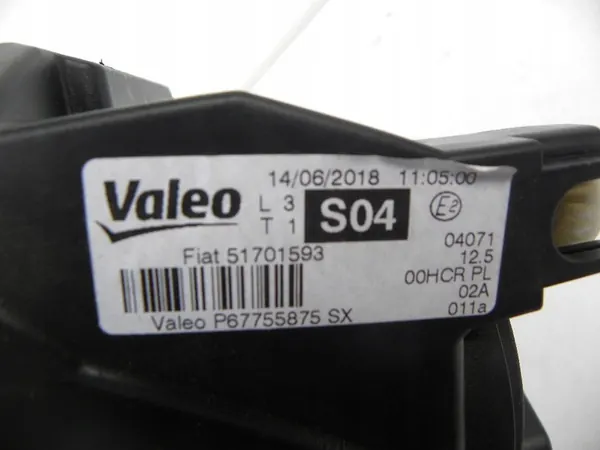 14/06/2018 11:05:00
Valeo L 3 S04 E2
T 1
04071
Fiat 51701593 12.5
00HCR PL
02A
011a
Valeo P67755875 SX